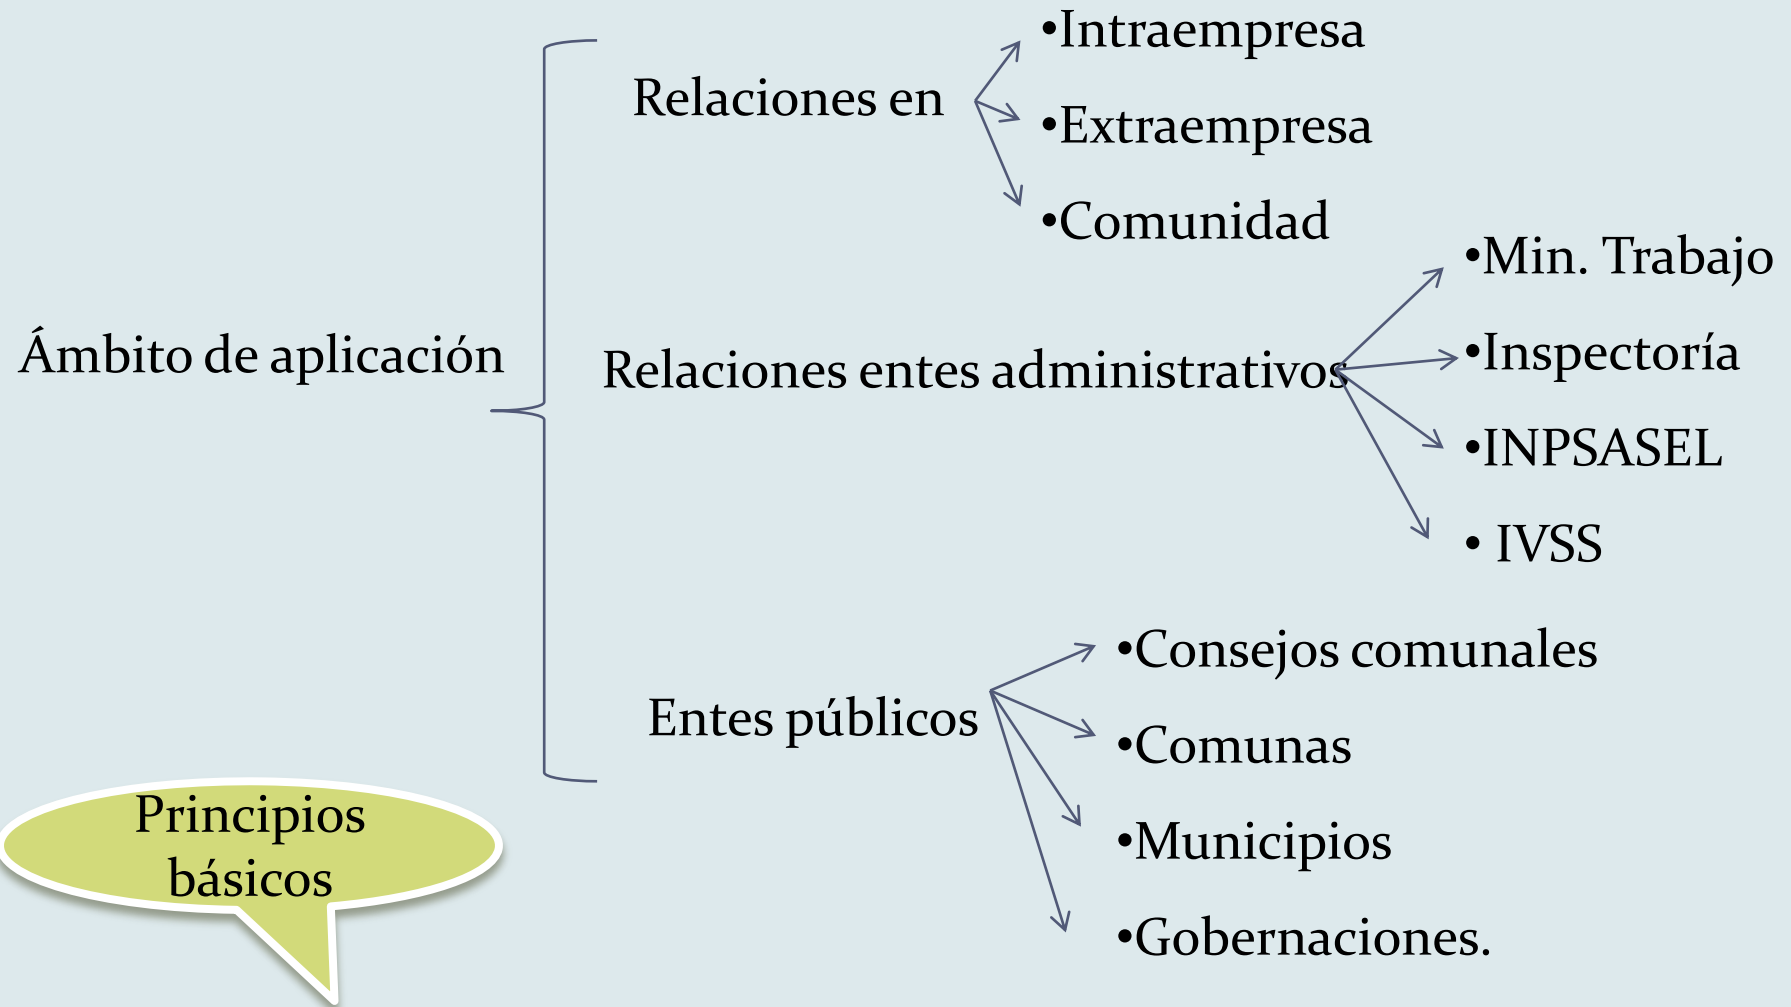 Ámbito de aplicación
Relaciones en
•Intraempresa
•Extraempresa
•Comunidad
Relaciones entes administrativos
•Min. Trabajo
•Inspectoría
•INPSASEL
• IVSS
Entes públicos
•Consejos comunales
•Comunas
•Municipios
•Gobernaciones.
Principios
básicos